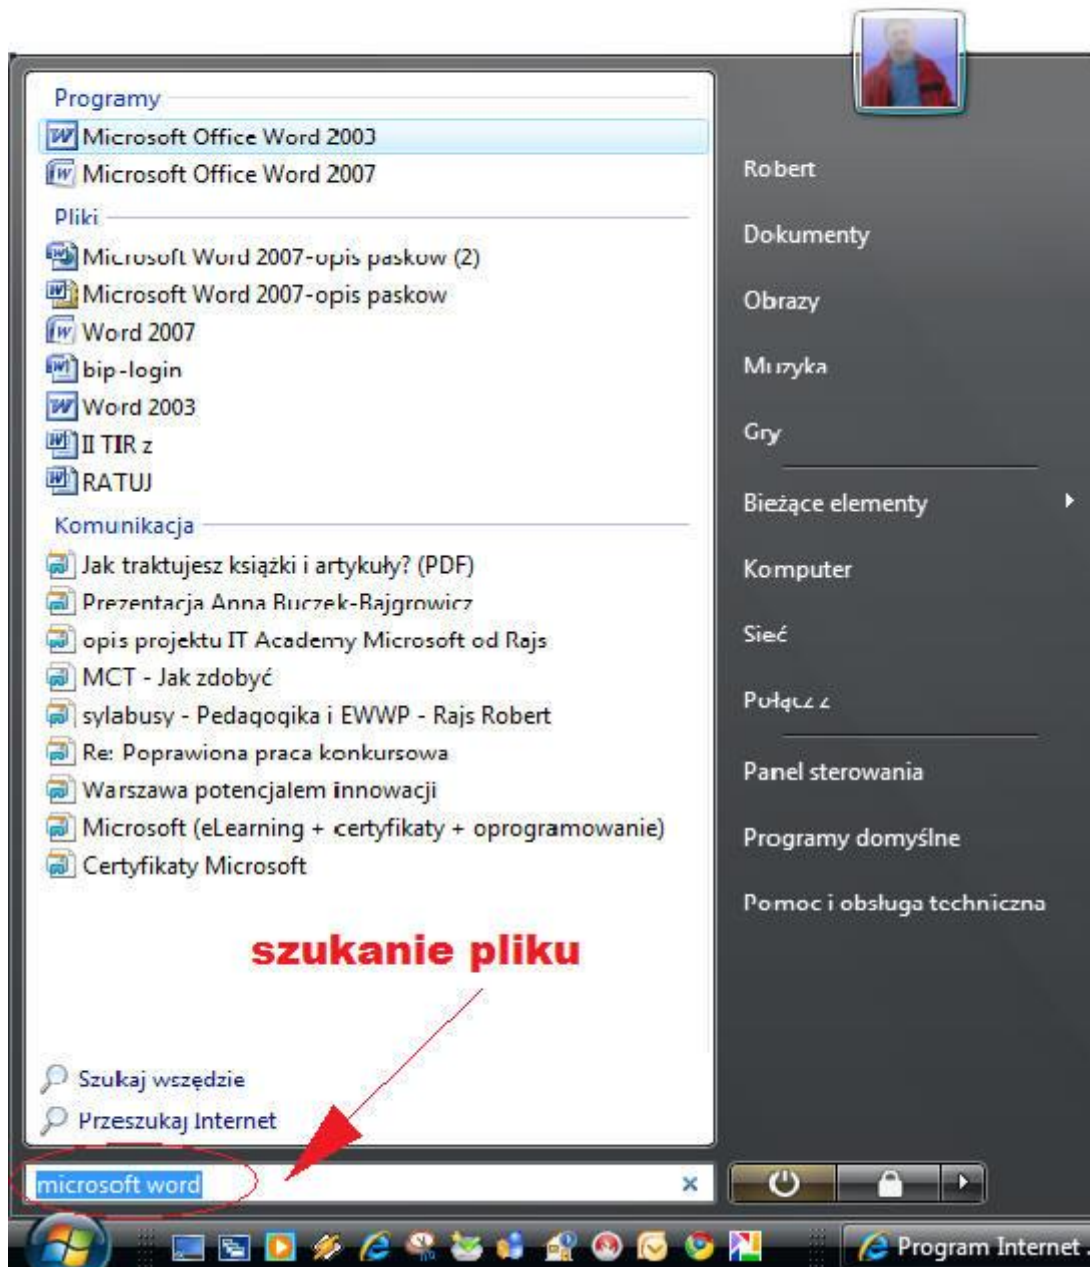 Programy
Microsoft Office Word 2003
Microsoft Office Word 2007
Pliki
Microsoft Word 2007-opis paskow (2)
Microsoft Word 2007-opis paskow
Word 2007
bip-login
Word 2003
II TIR z
RATUJ
Komunikacja
Jak traktujesz książki i artykuły? (PDF)
Prezentacja Anna Buczek-Bajgrowicz
opis projektu IT Academy Microsoft od Rajs
MCT - Jak zdobyć
sylabusy - Pedagogika i EWWP - Rajs Robert
Re: Poprawiona praca konkursowa
Warszawa potencjalem innowacji
Microsoft (eLearning + certyfikaty + oprogramowanie)
Certyfikaty Microsoft
szukanie pliku
Szukaj wszędzie
Przeszukaj Internet
microsoft word
Robert
Dokumenty
Obrazy
Muzyka
Gry
Bieżące elementy
Komputer
Sieć
Połącz z
Panel sterowania
Programy domyślne
Pomoc i obsługa techniczna
Program Internet ..